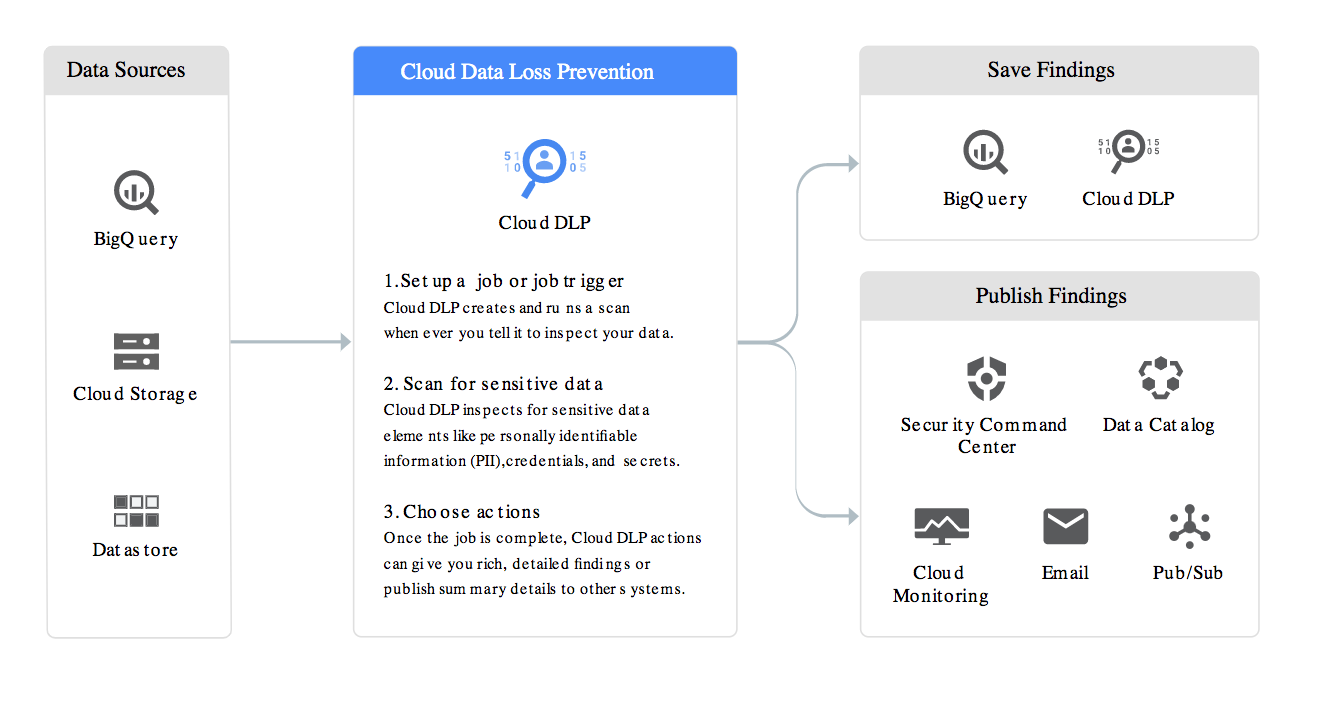 Data Sources
BigQuery
Cloud Storage
Datastore
Cloud Data Loss Prevention
51 15
10 05
Cloud DLP
1.Set up a job or job trigger
Cloud DLP creates and runs a scan
when ever you tell it to inspect your data.
2. Scan for sensitive data
Cloud DLP inspects for sensitive data
elements like personally identifiable
information (PII),credentials, and secrets.
3. Choose actions
Once the job is complete, Cloud DLP actions
can give you rich, detailed findings or
publish summary details to other systems.
Save Findings
51 15
10 05
BigQuery
Cloud DLP
Publish Findings
Security Command
Center
Data Catalog
Cloud
Monitoring
Email
Pub/Sub